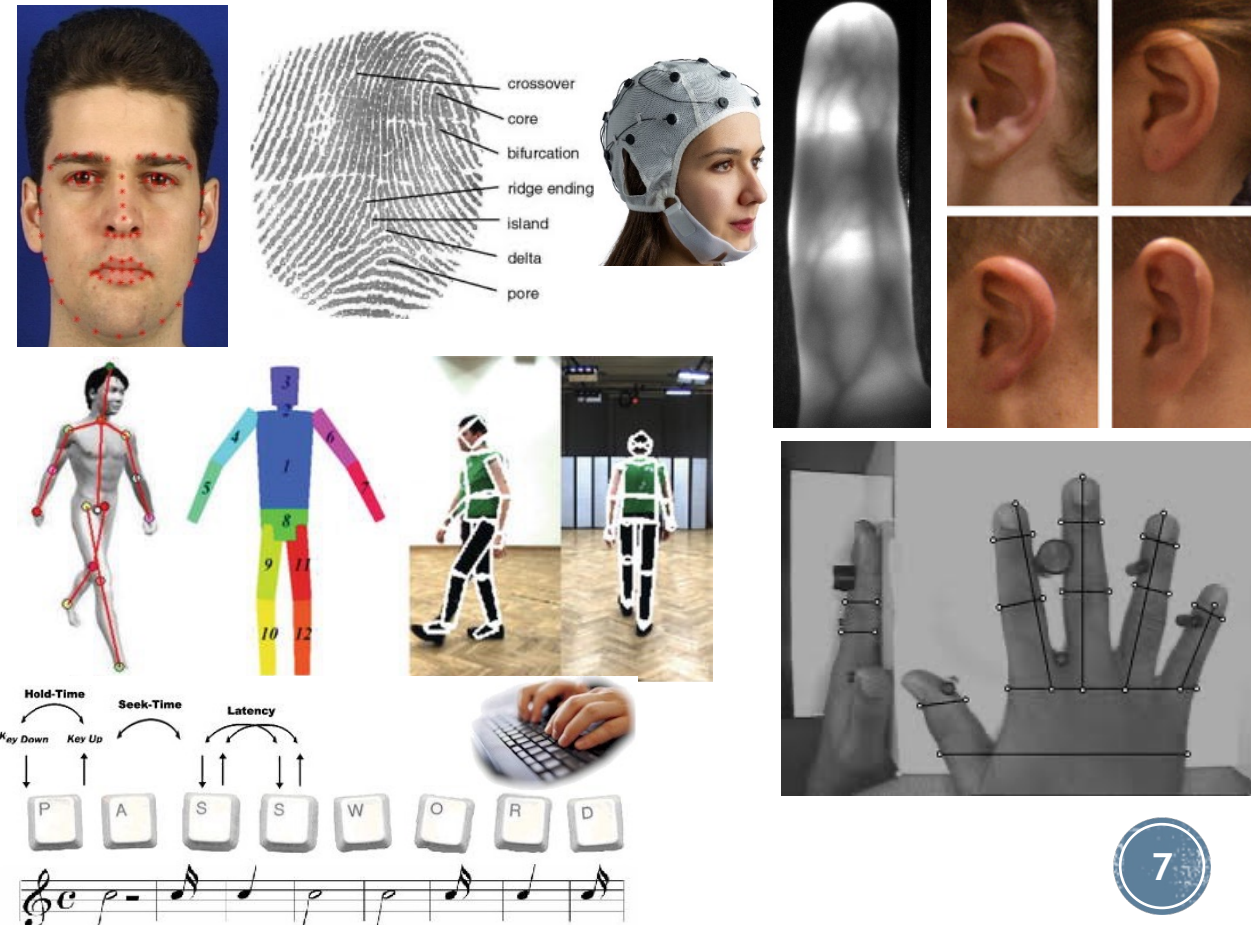 crossover
core
bifurcation
ridge ending
island
delta
pore
3
2
4
6
1
5
7
8
9
11
10
12
Hold-Time
Seek-Time
Latency
Key Down
Key Up
P
A
S
S
W
O
R
D
7